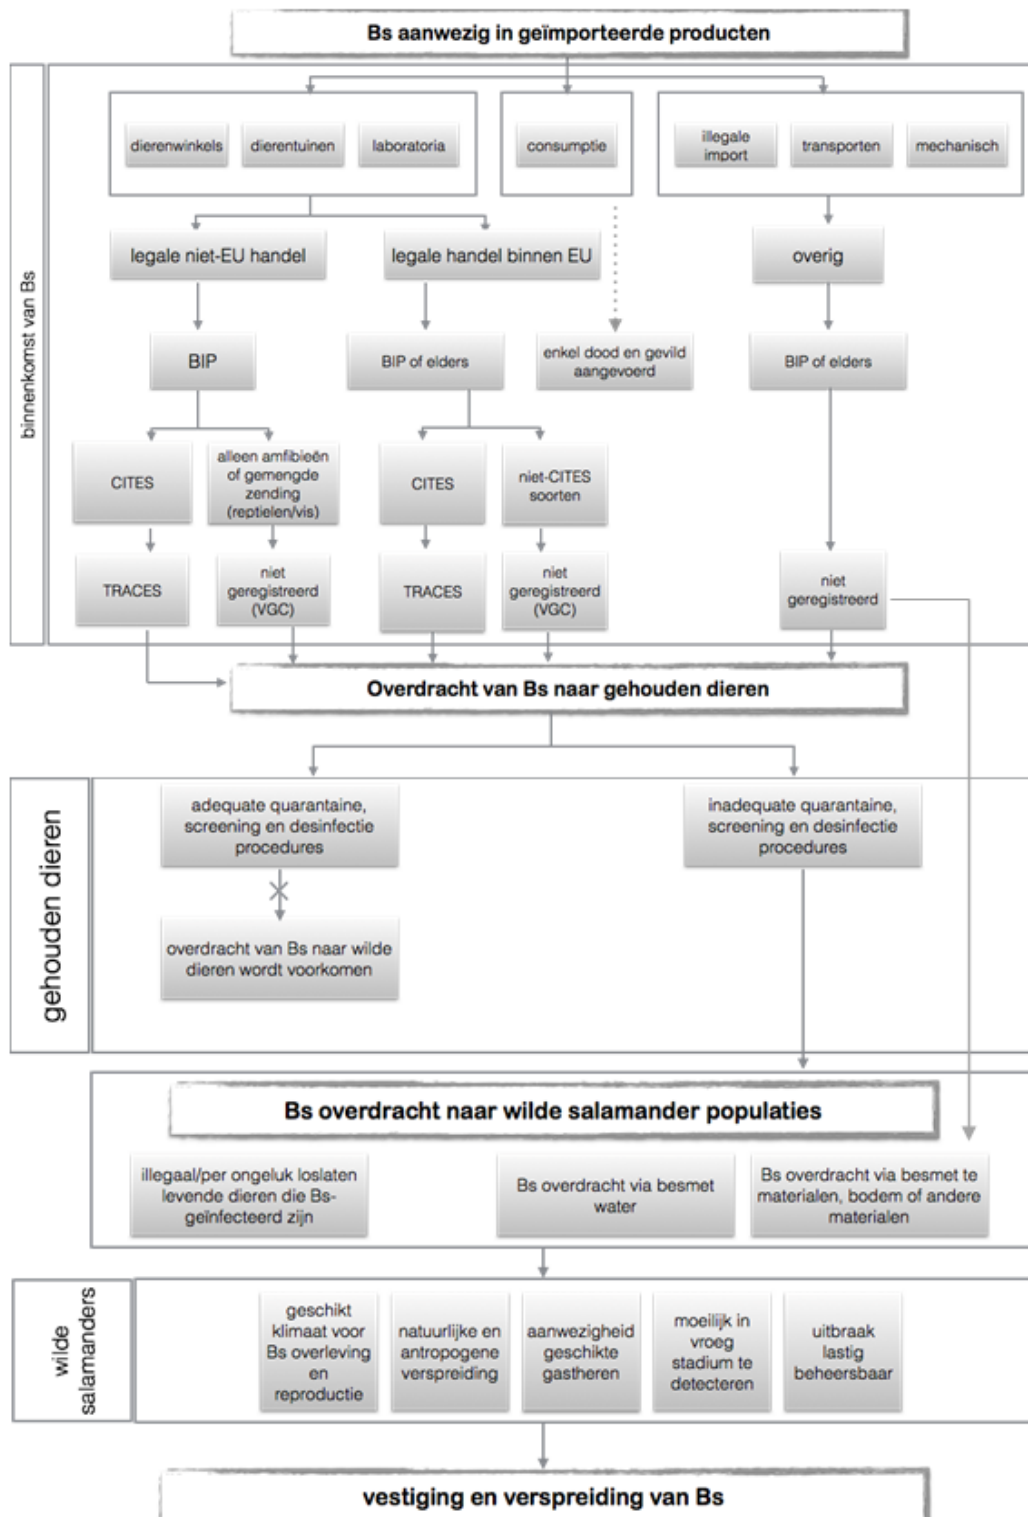 Bs aanwezig in geïmporteerde producten
binnenkomst van Bs
dierenwinkels
dierentuinen
laboratoria
consumptie
illegale
import
transporten
mechanisch
legale niet-EU handel
legale handel binnen EU
overig
BIP
BIP of elders
enkel dood en gevild
aangevoerd
BIP of elders
CITES
alleen amfibieën
of gemengde
zending
(reptielen/vis)
CITES
niet-CITES
soorten
TRACES
niet
geregistreerd
(VGC)
TRACES
niet
geregistreerd
(VGC)
niet
geregistreerd
Overdracht van Bs naar gehouden dieren
gehouden dieren
adequate quarantaine,
screening en desinfectie
procedures
inadequate quarantaine,
screening en desinfectie
procedures
overdracht van Bs naar wilde
dieren wordt voorkomen
Bs overdracht naar wilde salamander populaties
illegaal/per ongeluk loslaten
levende dieren die Bs-
geïnfecteerd zijn
Bs overdracht via besmet
water
Bs overdracht via besmet te
materialen, bodem of andere
materialen
wilde
salamanders
geschikt
klimaat voor
Bs overleving
en
reproductie
natuurlijke en
antropogene
verspreiding
aanwezigheid
geschikte
gastheren
moeilijk in
vroeg
stadium te
detecteren
uitbraak
lastig
beheersbaar
vestiging en verspreiding van Bs